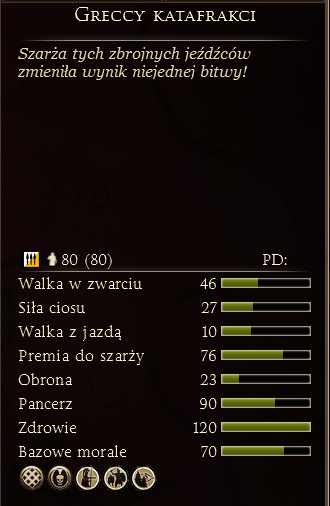 Greccy katafrakci
Szarża tych zbrojnych jeźdźców
zmieniła wynik niejednej bitwy!
80 (80) PD:
Walka w zwarciu 46
Siła ciosu 27
Walka z jazdą 10
Premia do szarży 76
Obrona 23
Pancerz 90
Zdrowie 120
Bazowe morale 70